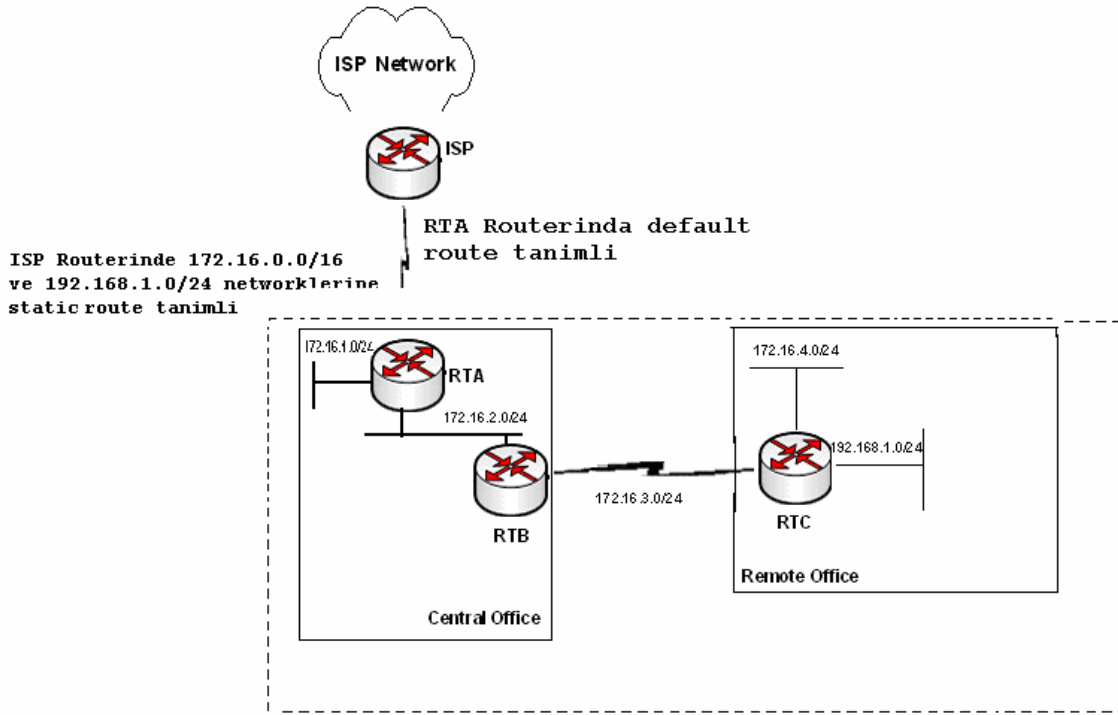 ISP Network
ISP
RTA Routerinda default
route tanimli
ISP Routerinde 172.16.0.0/16
ve 192.168.1.0/24 networklerine
static route tanimli
172.16.1.0/24
RTA
172.16.2.0/24
RTB
Central Office
172.16.3.0/24
172.16.4.0/24
192.168.1.0/24
RTC
Remote Office